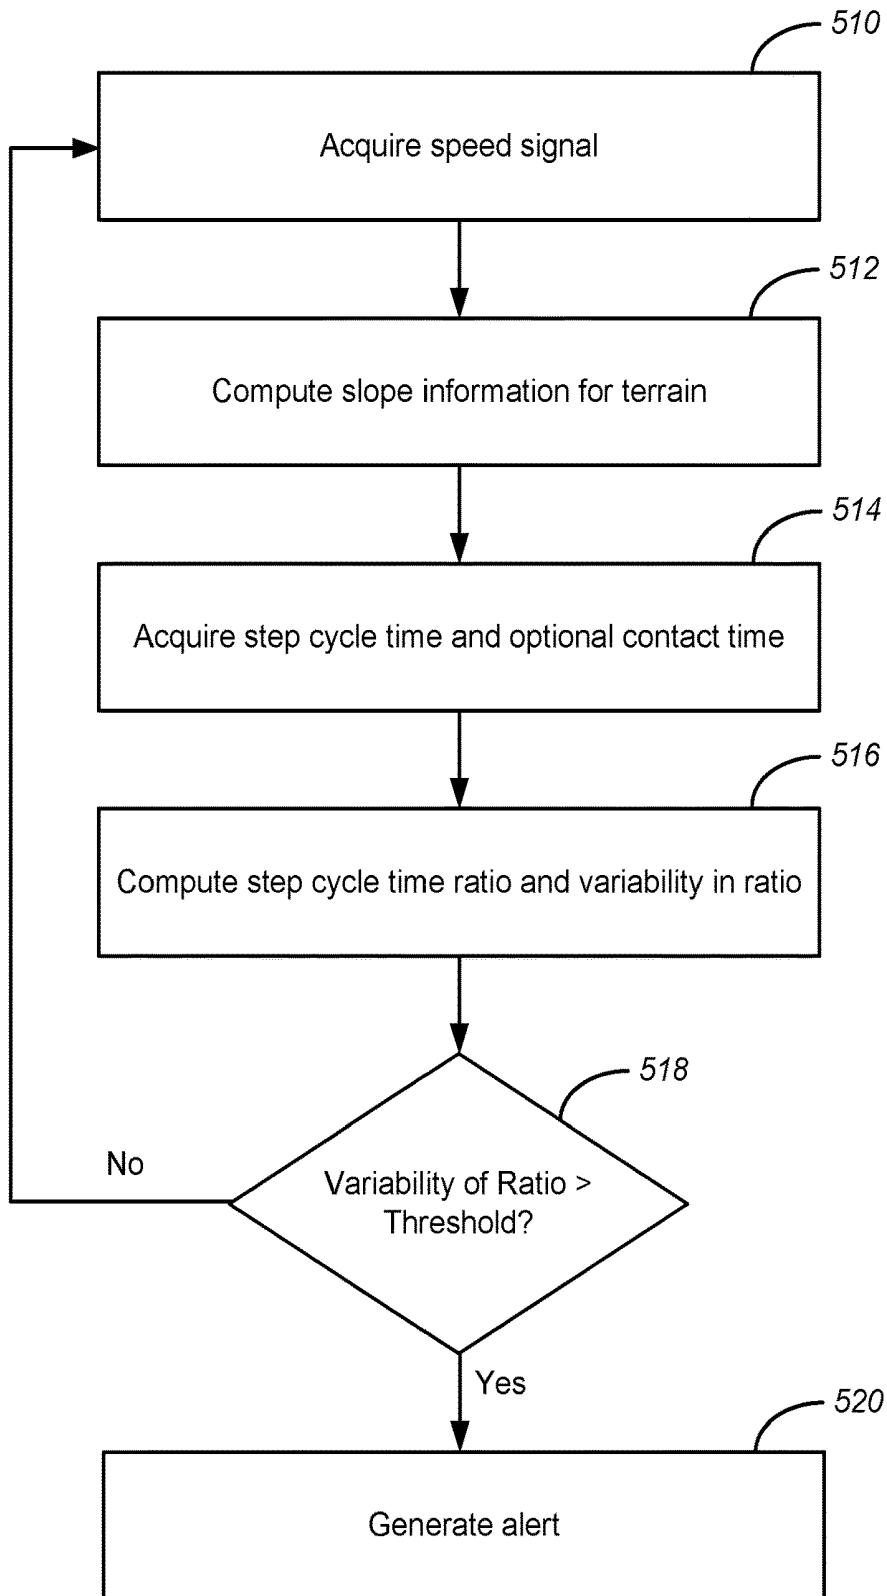 510
Acquire speed signal
512
Compute slope information for terrain
514
Acquire step cycle time and optional contact time
516
Compute step cycle time ratio and variability in ratio
518
No
Variability of Ratio >
Threshold?
Yes
520
Generate alert